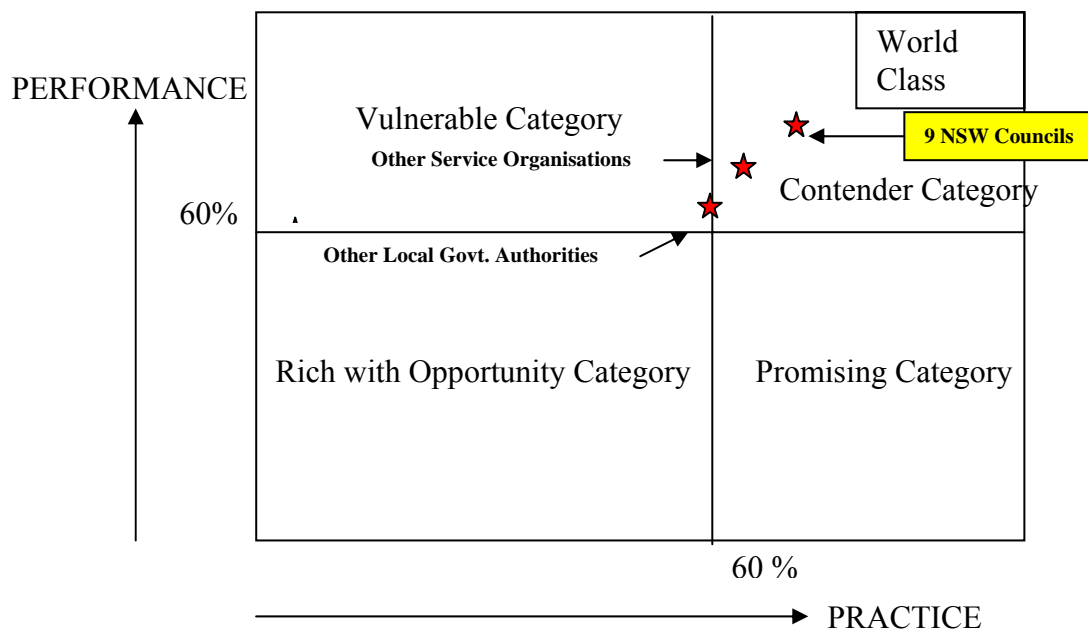 World
Class
PERFORMANCE
Vulnerable Category
9 NSW Councils
Other Service Organisations
Contender Category
60%
Other Local Govt. Authorities
Rich with Opportunity Category
Promising Category
60 %
PRACTICE